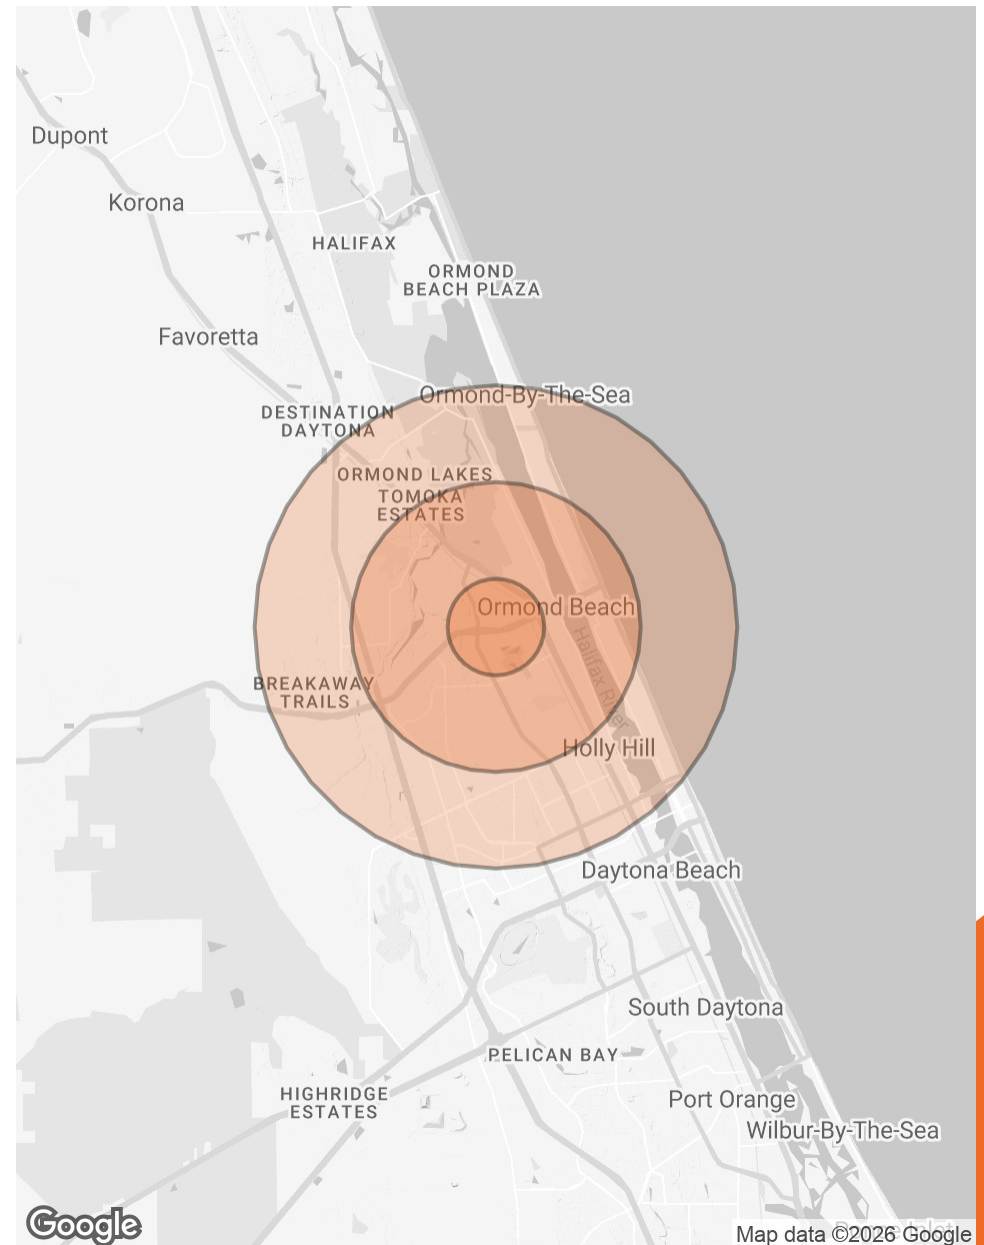 Dupont
Korona
HALIFAX
ORMOND
BEACH PLAZA
Favoretta
Ormond-By-The-Sea
DESTINATION
DAYTONA
ORMOND LAKES
TOMOKA
ESTATES
Ormond Beach
Halifax River
BREAKAWAY
TRAILS
Holly Hill
Daytona Beach
South Daytona
PELICAN BAY
HIGHRIDGE
ESTATES
Port Orange
Wilbur-By-The-Sea
Google
Map data ©2026 Google